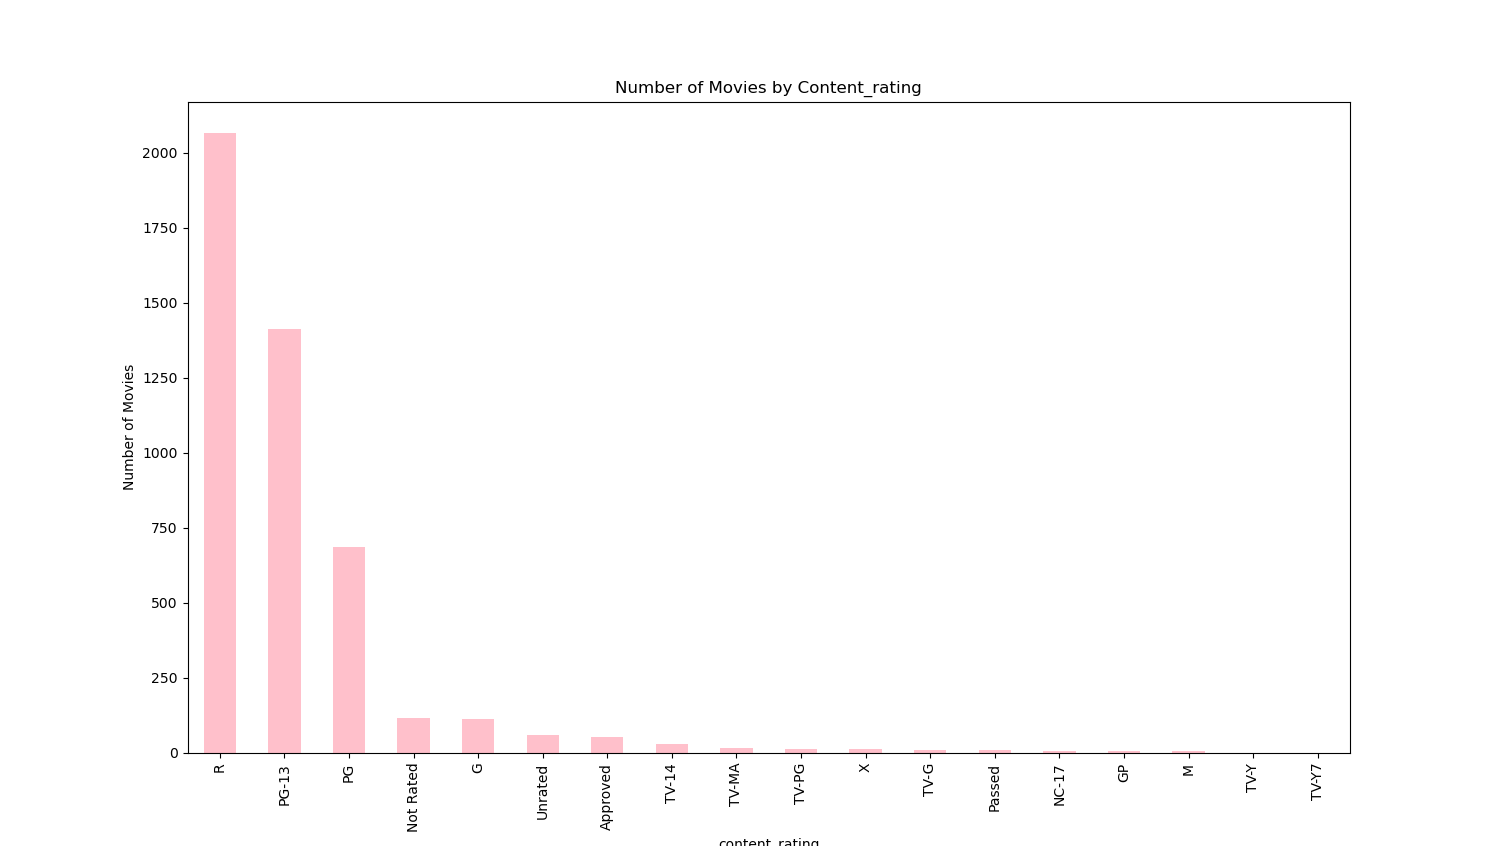 Number of Movies by Content_rating
Number of Movies
2000
1750
1500
1250
1000
750
500
250
0
R
PG-13
PG
Not Rated
G
Unrated
Approved
TV-14
TV-MA
TV-PG
X
TV-G
Passed
NC-17
GP
M
TV-Y
TV-Y7
content_rating